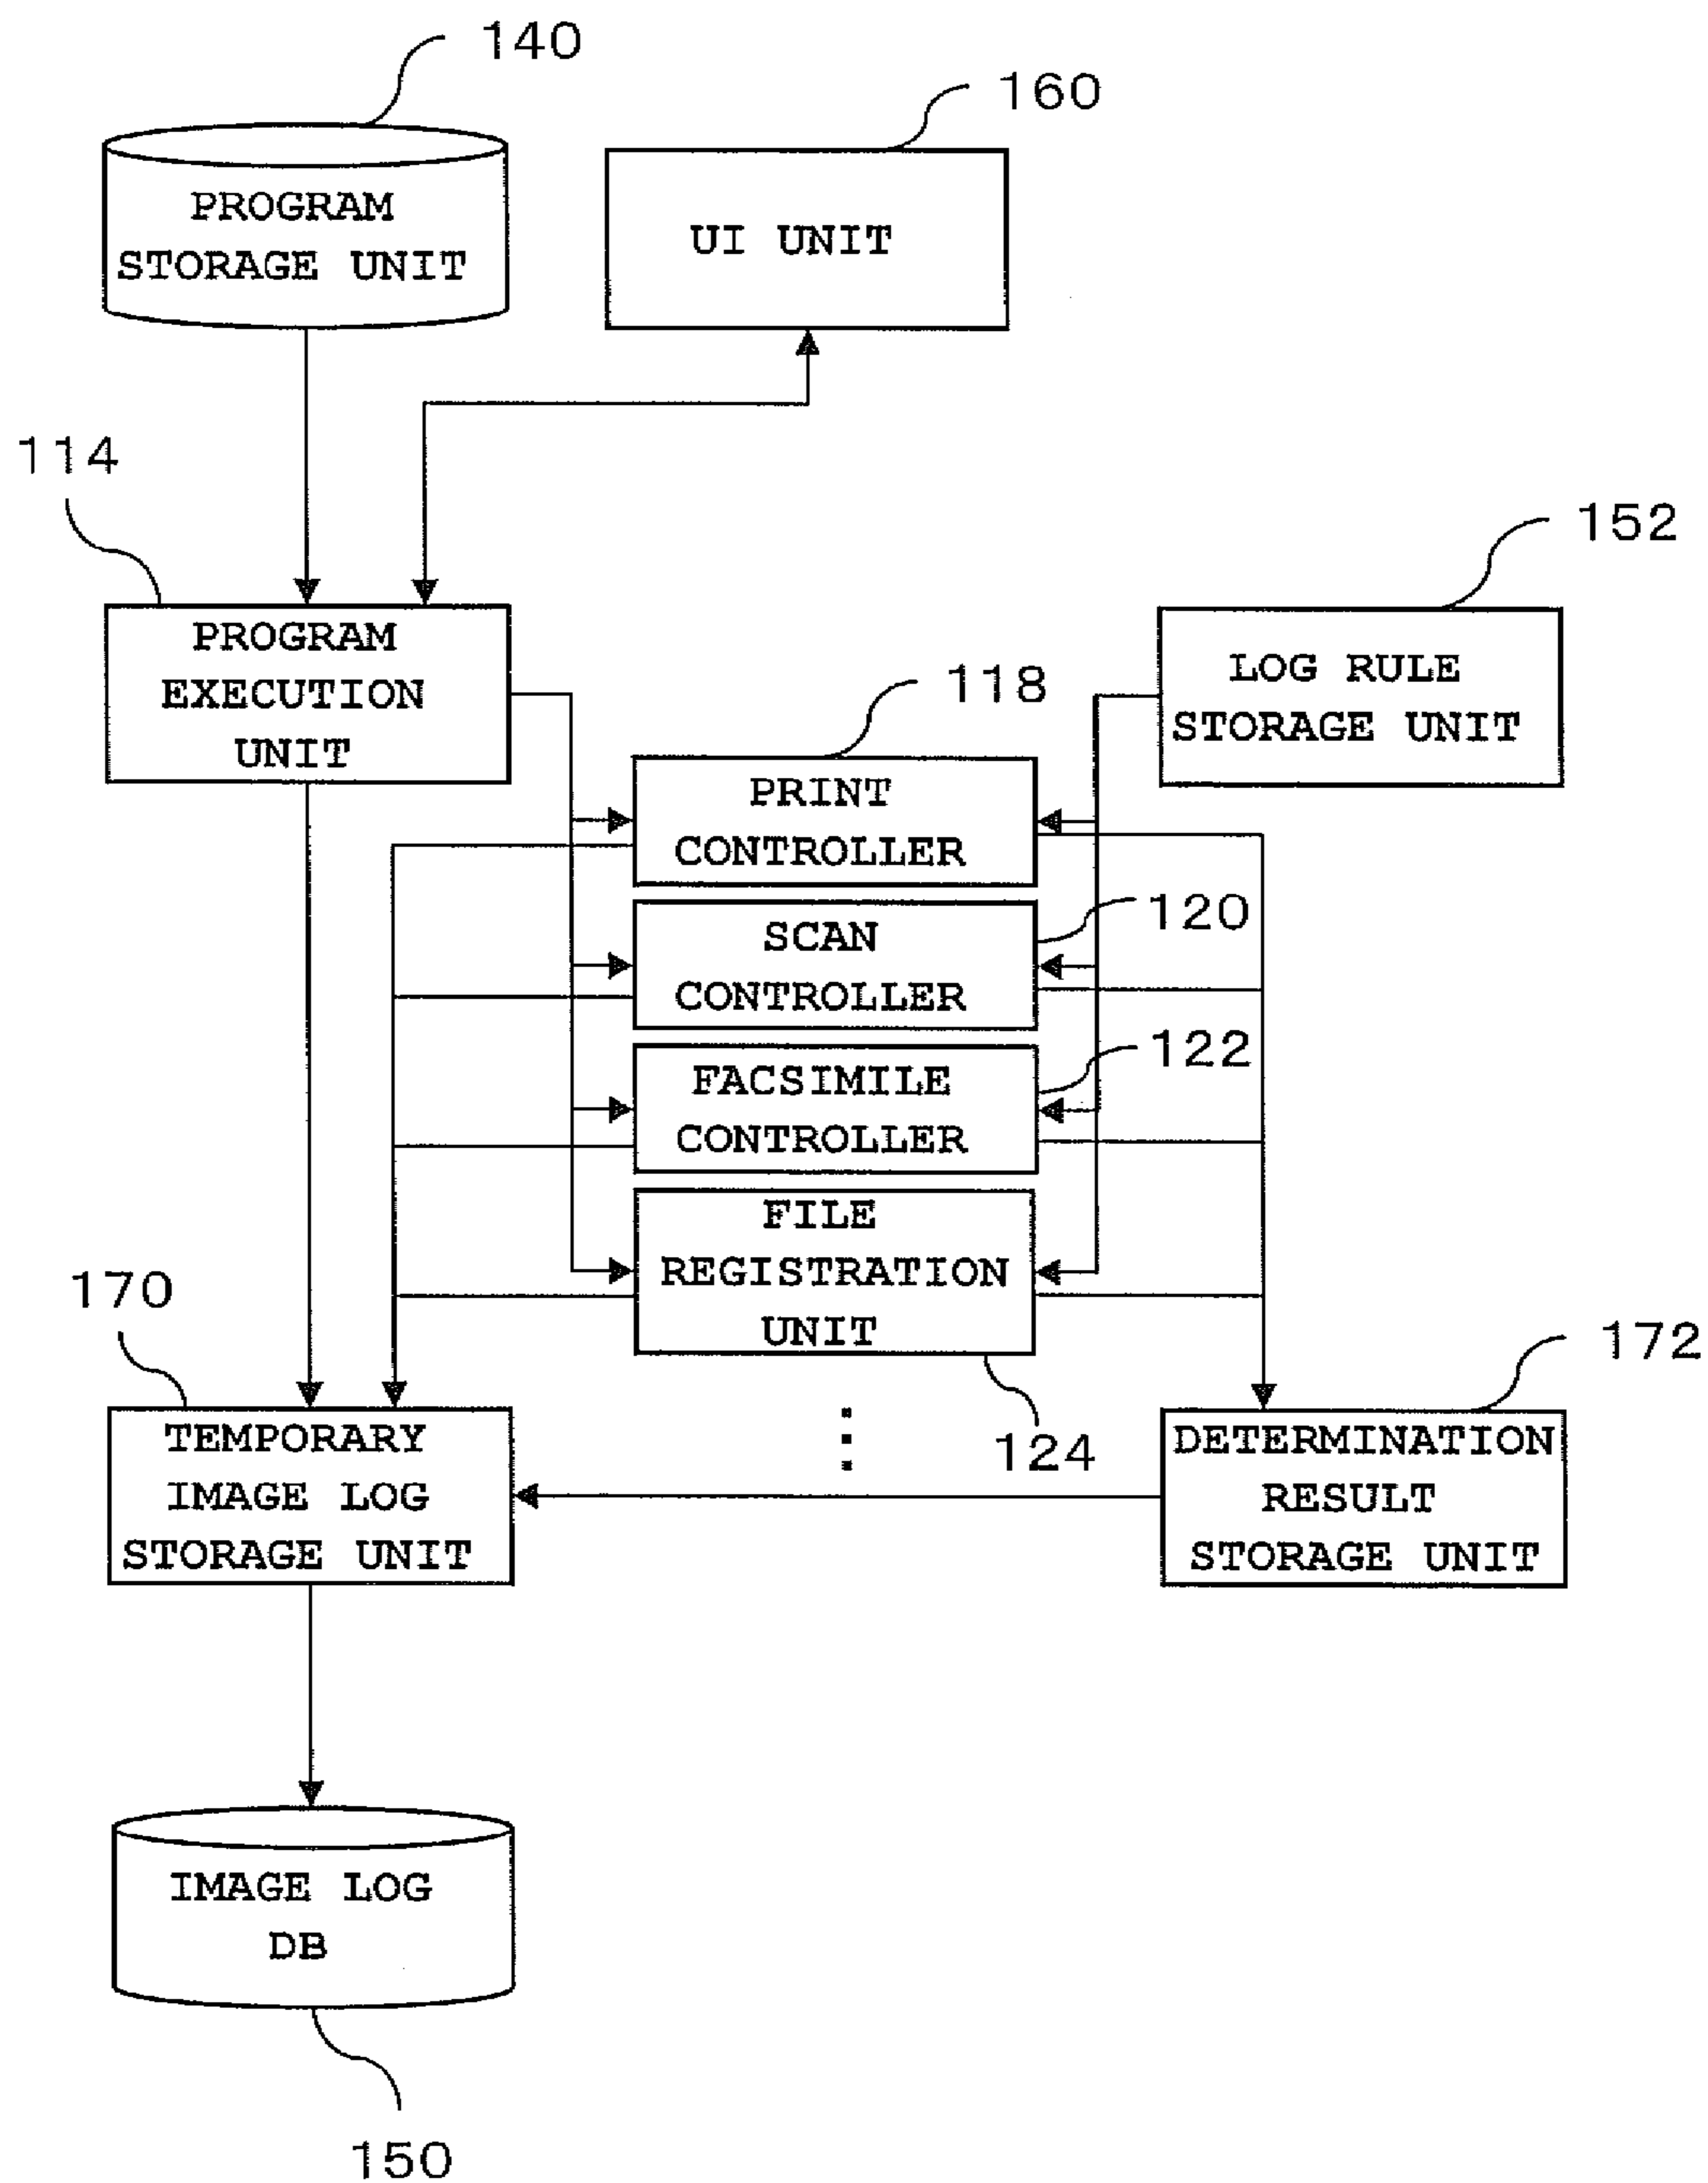 140
160
PROGRAM
STORAGE UNIT
UI UNIT
114
152
PROGRAM
EXECUTION
UNIT
LOG RULE
STORAGE UNIT
118
PRINT
CONTROLLER
120
SCAN
CONTROLLER
122
FACSIMILE
CONTROLLER
FILE
REGISTRATION
UNIT
124
170
172
TEMPORARY
IMAGE LOG
STORAGE UNIT
DETERMINATION
RESULT
STORAGE UNIT
IMAGE LOG
DB
150